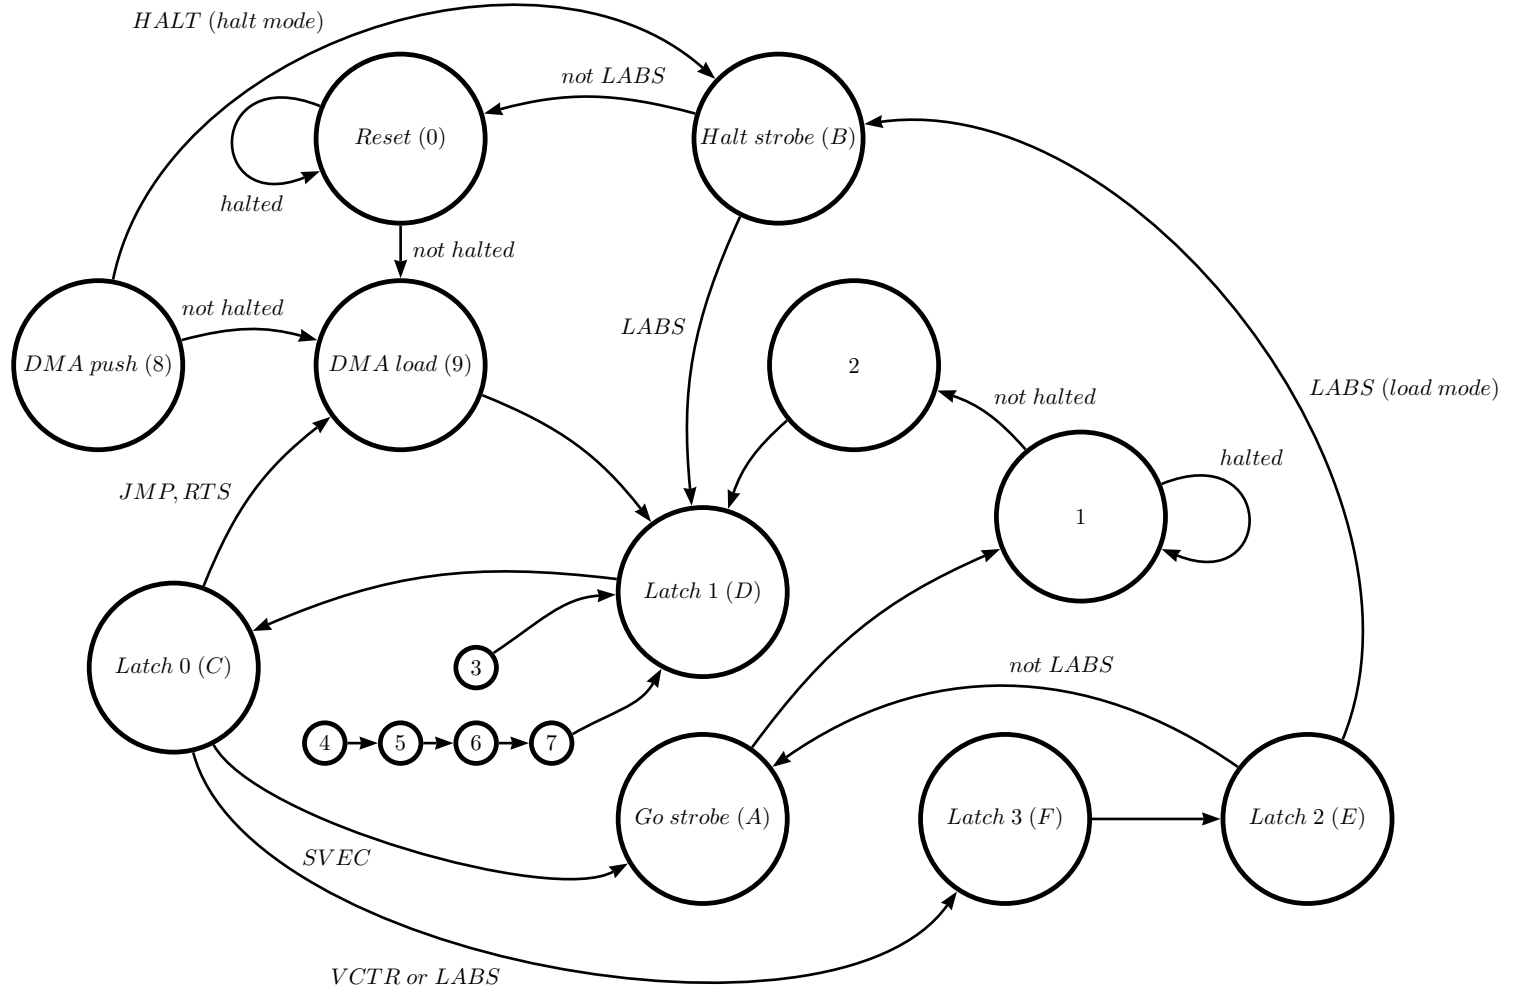 HALT (halt mode)
not LABS
Reset (0)
Halt strobe (B)
halted
not halted
not halted
LABS
DMA push (8)
DMA load (9)
2
LABS (load mode)
not halted
halted
JMP, RTS
1
Latch 1 (D)
Latch 0 (C)
3
not LABS
4
5
6
7
Go strobe (A)
Latch 3 (F)
Latch 2 (E)
SVEC
VCTR or LABS